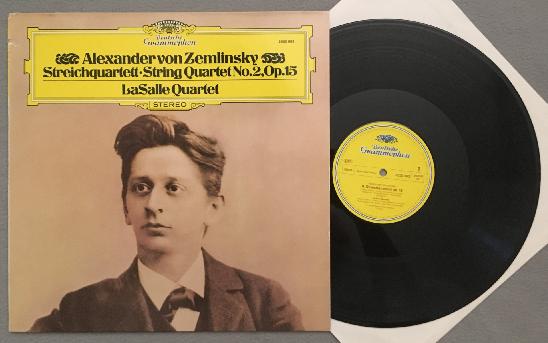 Deutsche
Grammophon
Alexander von Zemlinsky
Streichquartett·String Quartet No.2,Op.15
LaSalle Quartet
STEREO
Deutsche
Grammophon